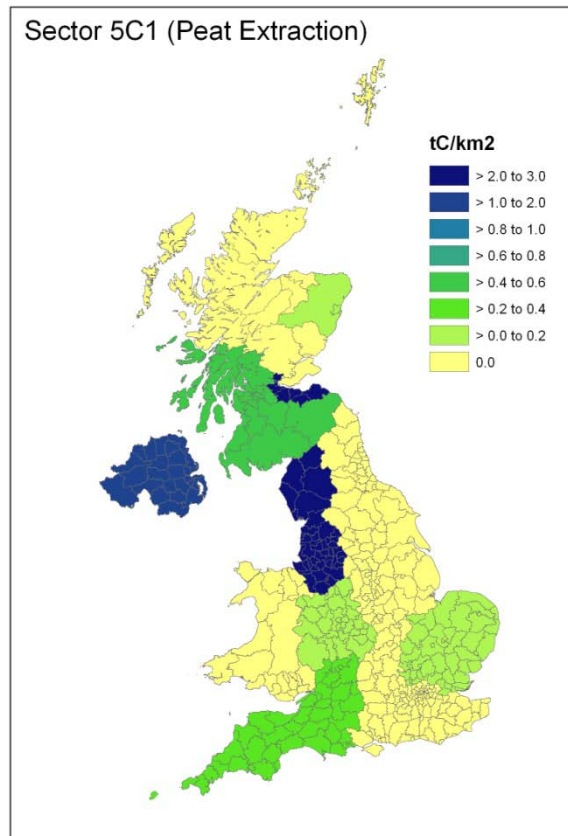 Sector 5C1 (Peat Extraction)
tC/km2
> 2.0 to 3.0
> 1.0 to 2.0
> 0.8 to 1.0
> 0.6 to 0.8
> 0.4 to 0.6
> 0.2 to 0.4
> 0.0 to 0.2
0.0